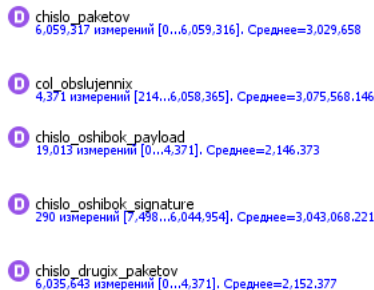 D chislo_paketov
6,059,317 измерений [0...6,059,316]. Среднее=3,029,658
D col_obslujennix
4,371 измерений [214...6,058,365]. Среднее=3,075,568.146
D chislo_oshibok_payload
19,013 измерений [0...4,371]. Среднее=2,146.373
D chislo_oshibok_signature
290 измерений [7,498...6,044,954]. Среднее=3,043,068.221
D chislo_drugix_paketov
6,035,643 измерений [0...4,371]. Среднее=2,152.377